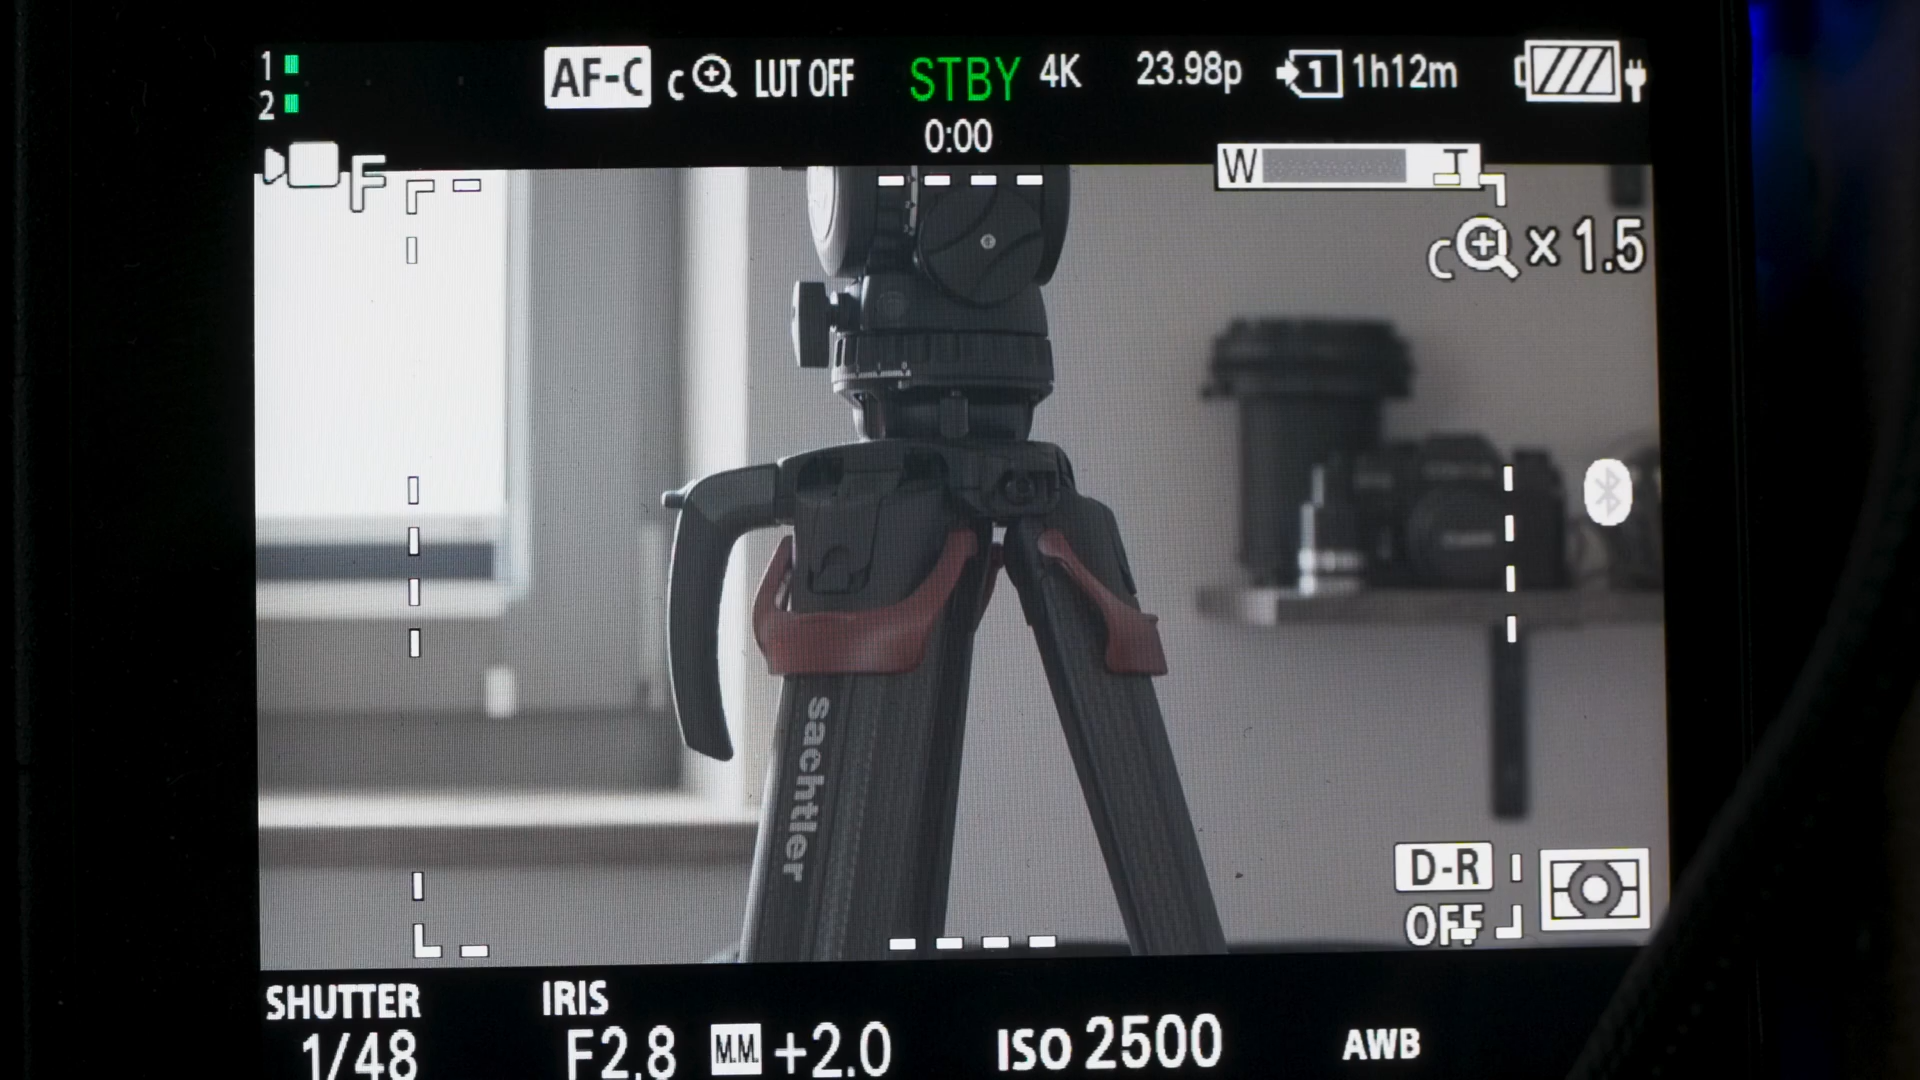 1
2
AF-C C LUT OFF STBY 4K 23.98p 1 1h12m
0:00
F
W T
C x 1.5
sachtler
D-R
OFF
SHUTTER IRIS
1/48 F2.8 M.M. +2.0 ISO 2500 AWB